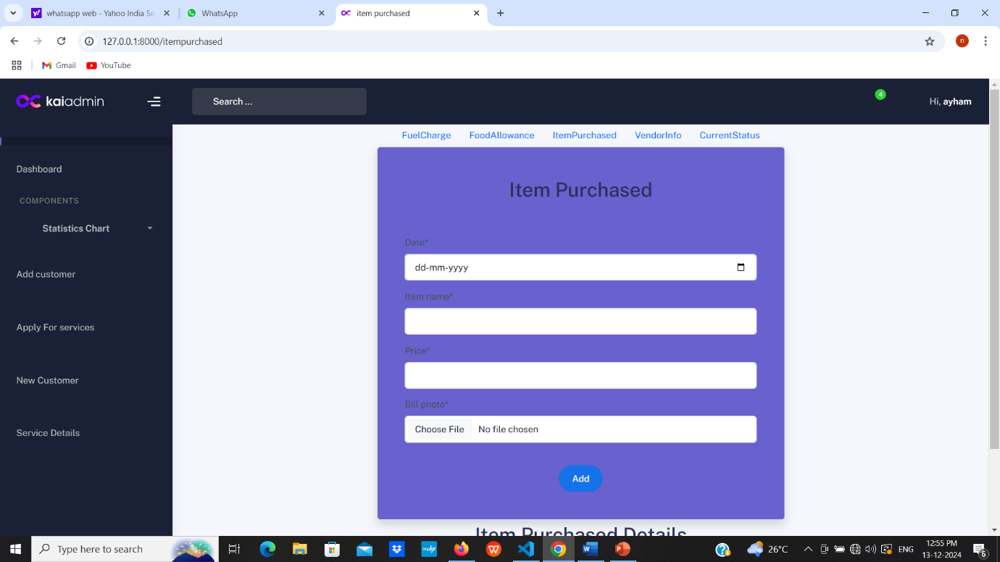 whatsapp web - Yahoo India Se
WhatsApp
item purchased
127.0.0.1:8000/itempurchased
n
Gmail
YouTube
kaiadmin
Search ...
4
Hi, ayham
FuelCharge FoodAllowance ItemPurchased VendorInfo CurrentStatus
Dashboard
COMPONENTS
Statistics Chart
Add customer
Apply For services
New Customer
Service Details
Item Purchased
Date*
dd-mm-yyyy
Item name*
Price*
Bill photo*
Choose File No file chosen
Add
Item Purchased Details
Type here to search
26°C
ENG
12:55 PM
13-12-2024
6